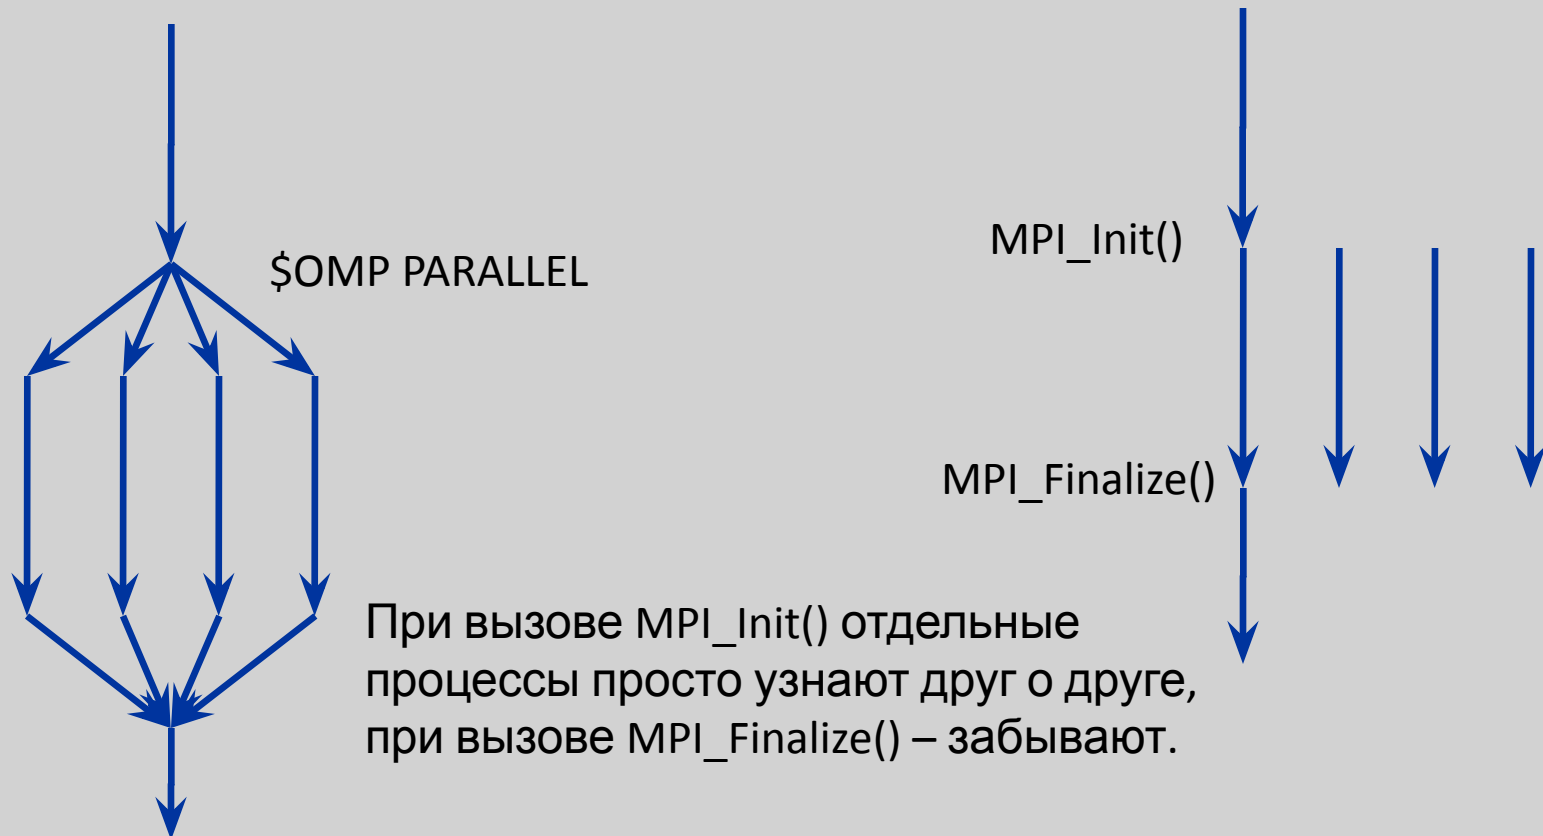 $OMP PARALLEL
MPI_Init()
MPI_Finalize()
При вызове MPI_Init() отдельные
процессы просто узнают друг о друге,
при вызове MPI_Finalize() – забывают.